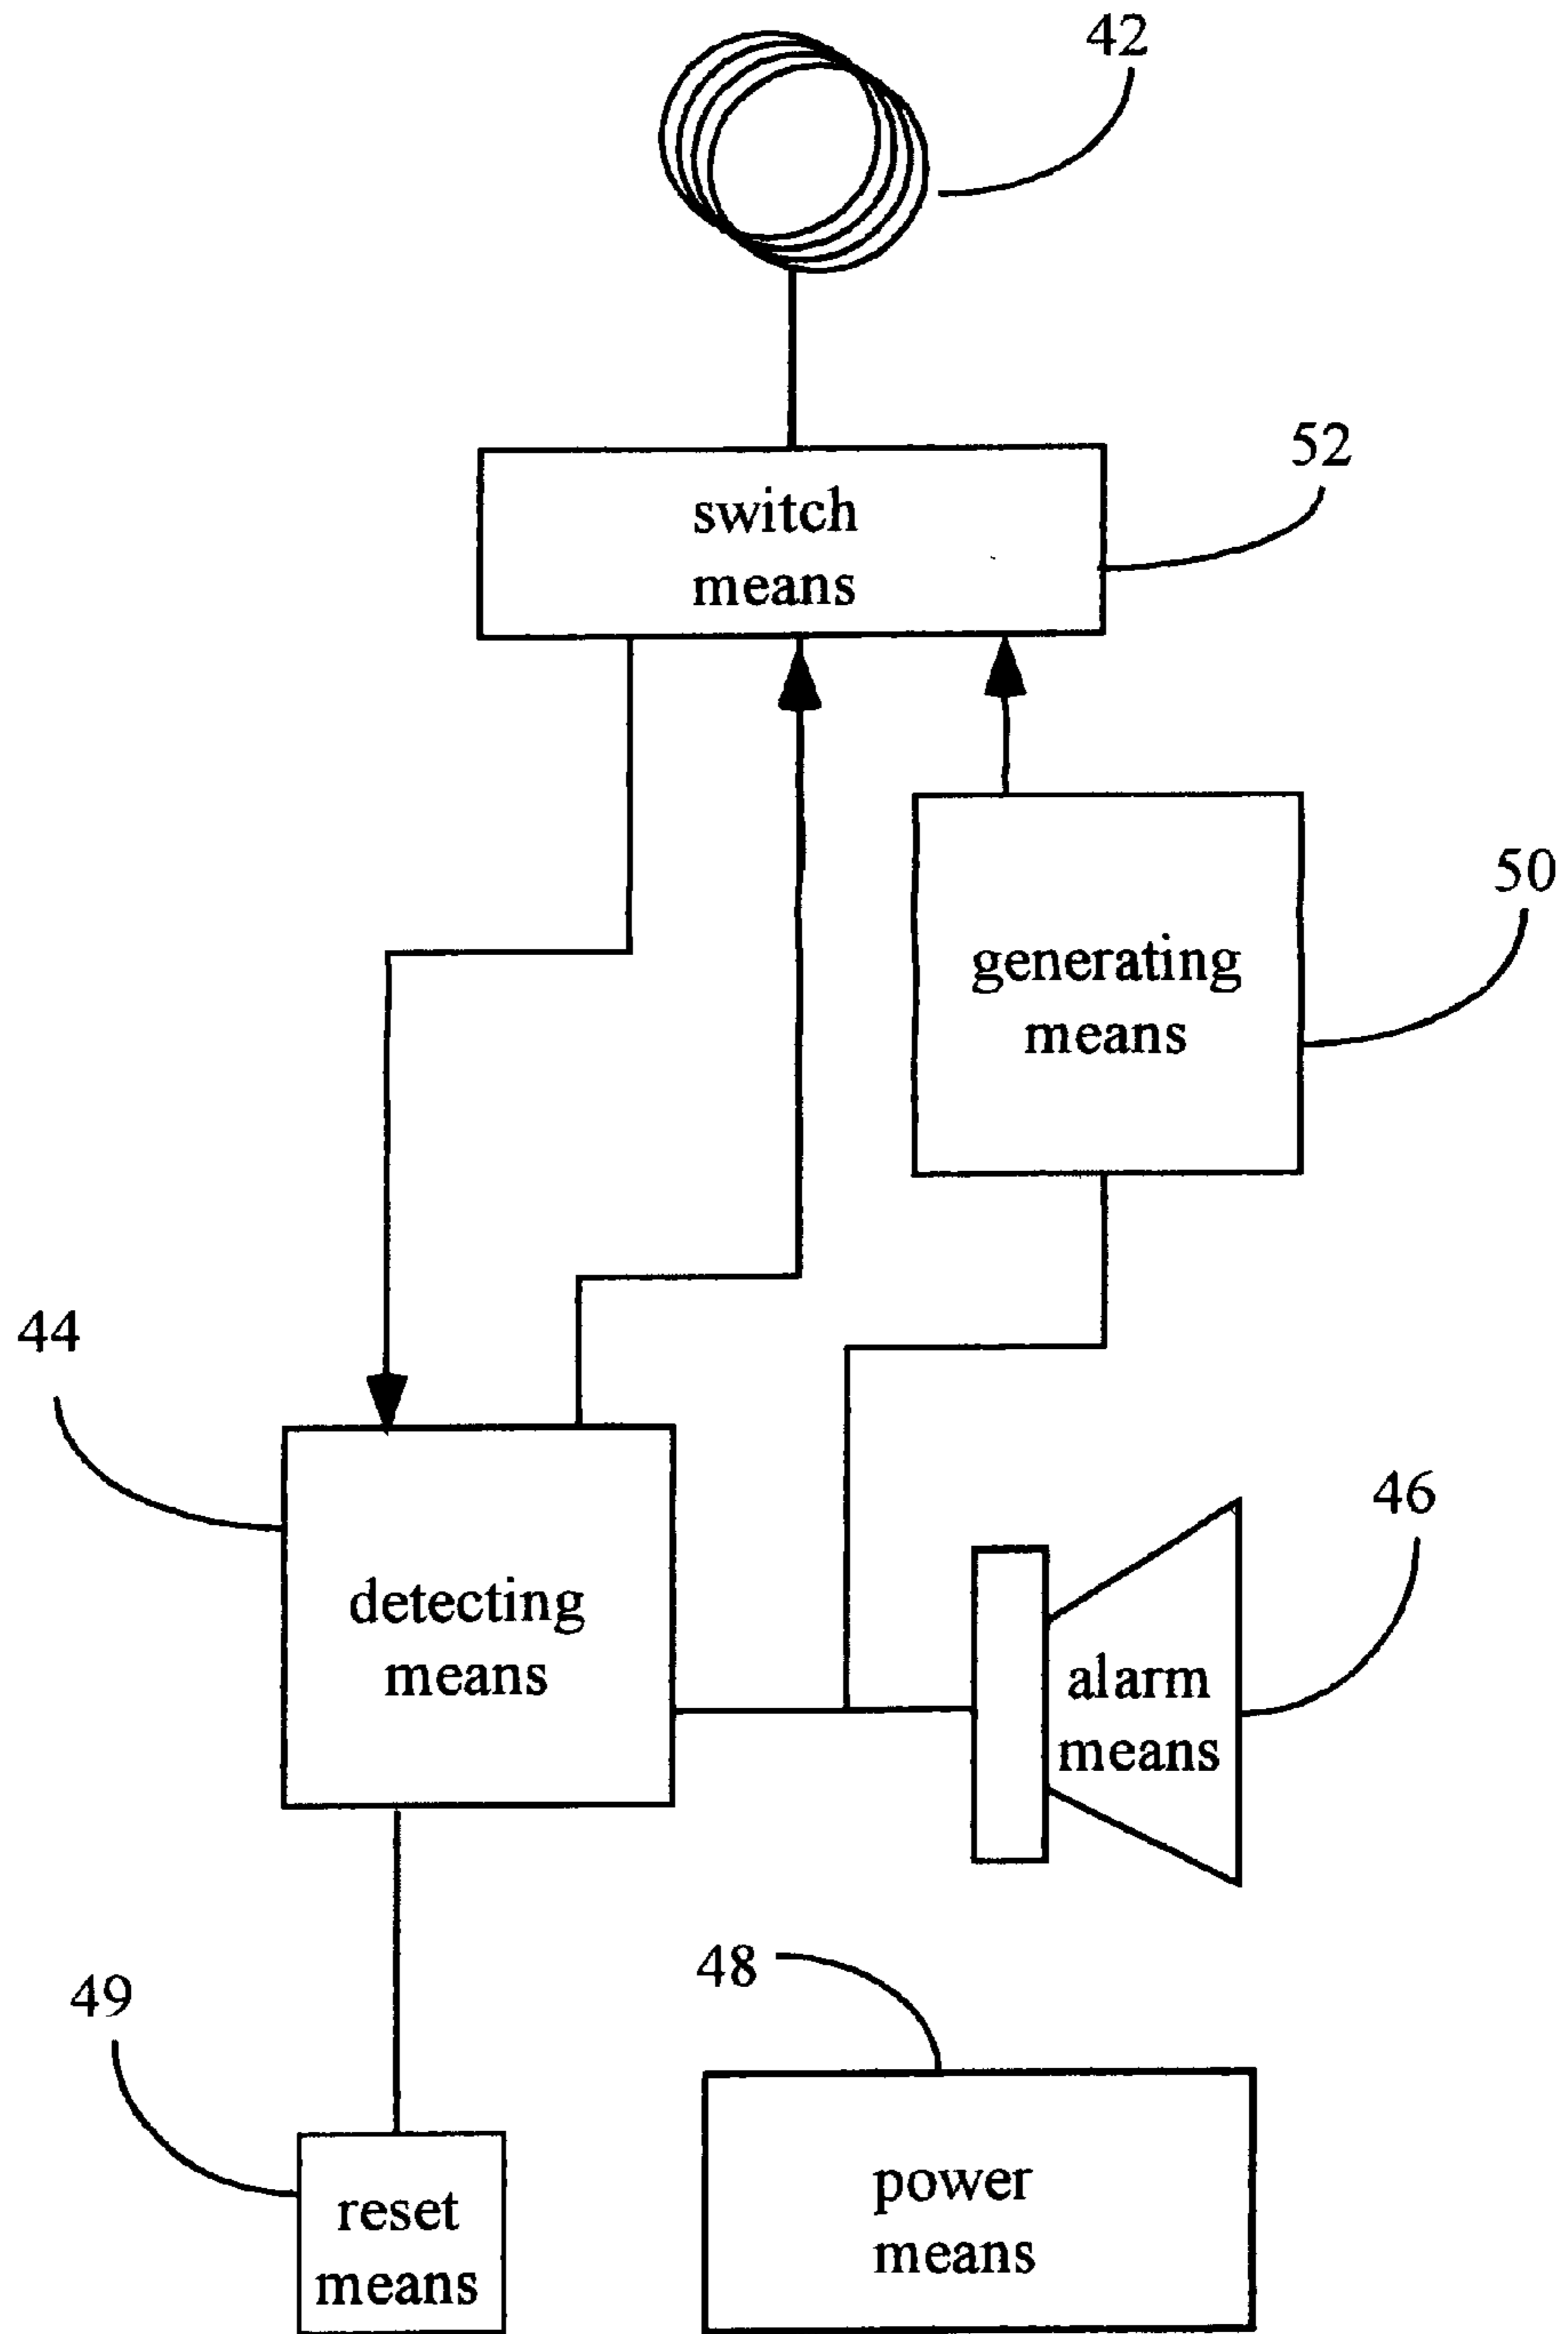 42
52
switch
means
50
generating
means
44
46
detecting
means
alarm
means
48
49
power
means
reset
means